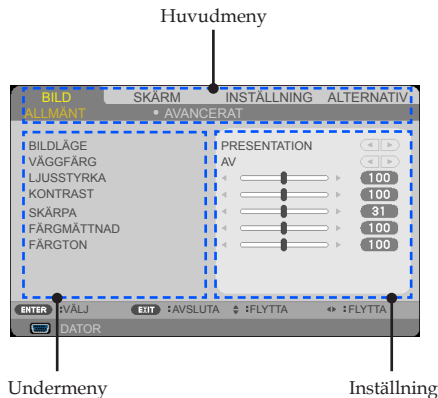 Huvudmeny
BILD SKÄRM INSTÄLLNING ALTERNATIV
ALLMÄNT • AVANCERAT
BILDLÄGE PRESENTATION
VÄGGFÄRG AV
LJUSSTYRKA 100
KONTRAST 100
SKÄRPA 31
FÄRGMÄTTNAD 100
FÄRGTON 100
ENTER :VÄLJ EXIT :AVSLUTA :FLYTTA :FLYTTA
DATOR
Undermeny Inställning